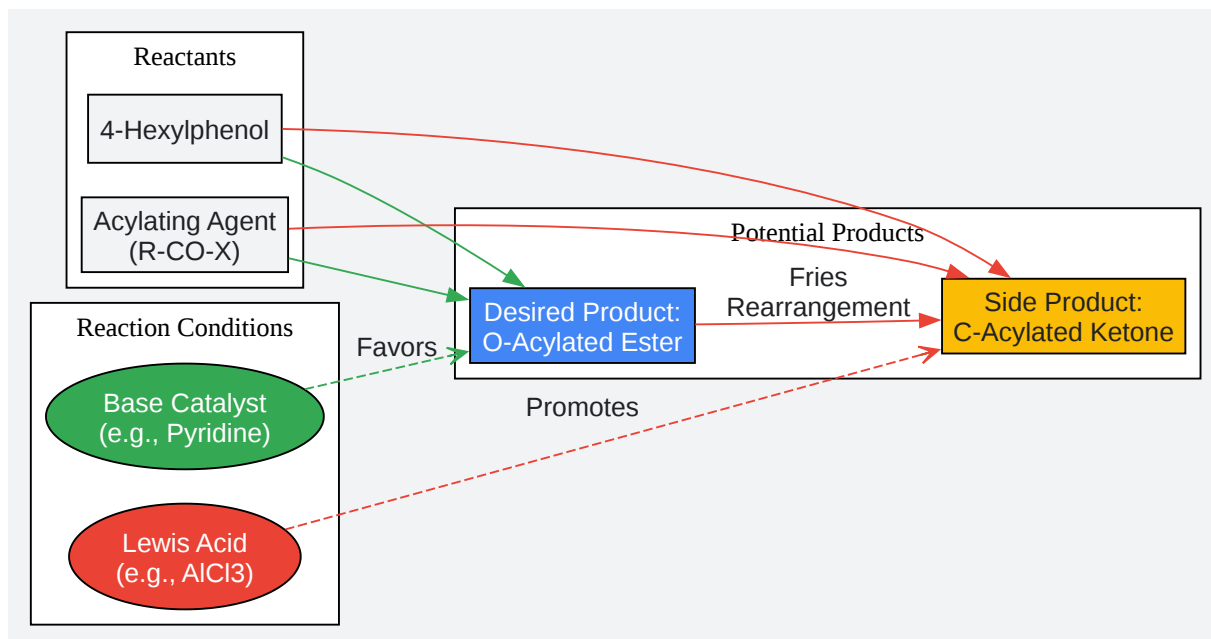 Reactants
4-Hexylphenol
Acylating Agent
(R-CO-X)
Reaction Conditions
Base Catalyst
(e.g., Pyridine)
Lewis Acid
(e.g., AlCl3)
Favors
Promotes
Potential Products
Desired Product:
O-Acylated Ester
Fries
Rearrangement
Side Product:
C-Acylated Ketone